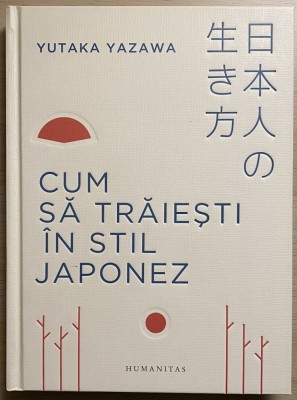 YUTAKA YAZAWA
日本人の
生き方
CUM
SĂ TRĂIEȘTI
ÎN STIL
JAPONEZ
HUMANITAS